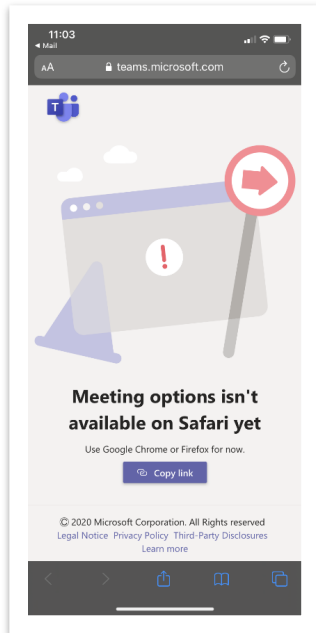 11:03
Mail
AA teams.microsoft.com
T
!
Meeting options isn't
available on Safari yet
Use Google Chrome or Firefox for now.
Copy link
© 2020 Microsoft Corporation. All Rights reserved
Legal Notice Privacy Policy Third-Party Disclosures
Learn more